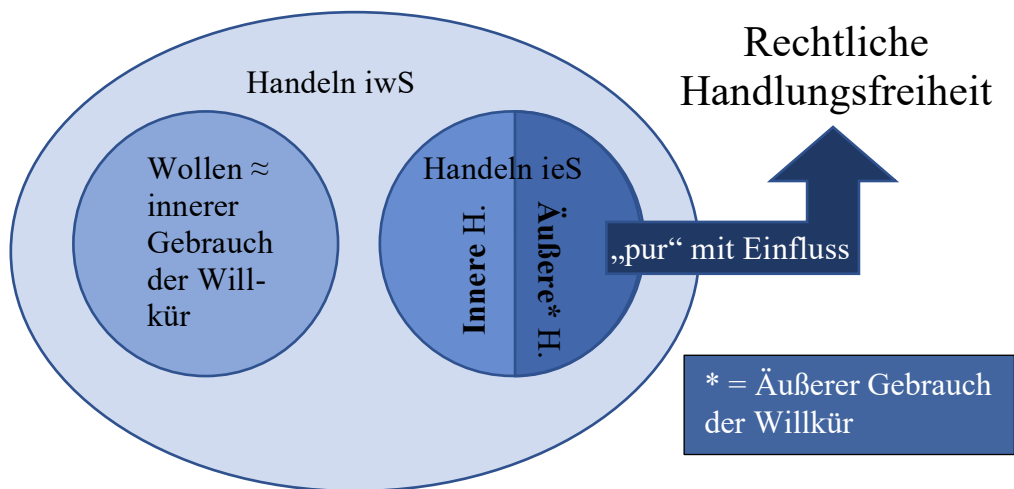 Rechtliche
Handlungsfreiheit
Handeln iwS
Wollen ≈
innerer
Gebrauch
der Will-
kür
Handeln ieS
Innere H.
Äußere* H.
„pur“ mit Einfluss
* = Äußerer Gebrauch
der Willkür